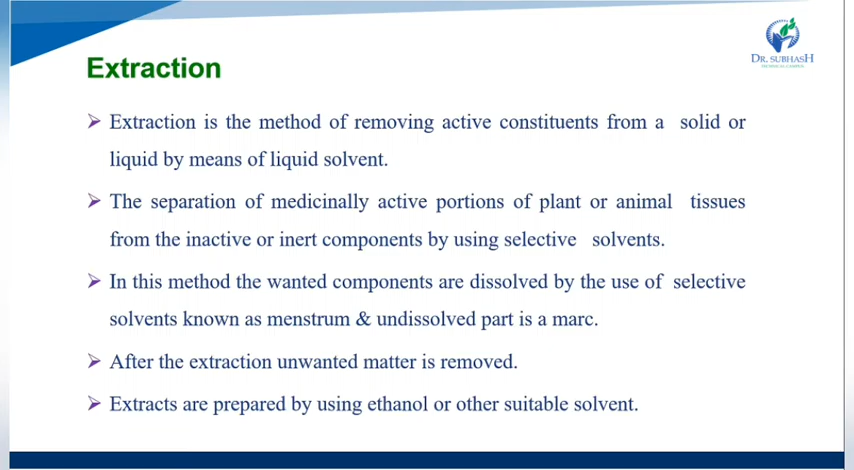 DR. SUBHASH
TECHNICAL CAMPUS
Extraction
➢ Extraction is the method of removing active constituents from a solid or
liquid by means of liquid solvent.
➢ The separation of medicinally active portions of plant or animal tissues
from the inactive or inert components by using selective solvents.
➢ In this method the wanted components are dissolved by the use of selective
solvents known as menstrum & undissolved part is a marc.
➢ After the extraction unwanted matter is removed.
➢ Extracts are prepared by using ethanol or other suitable solvent.